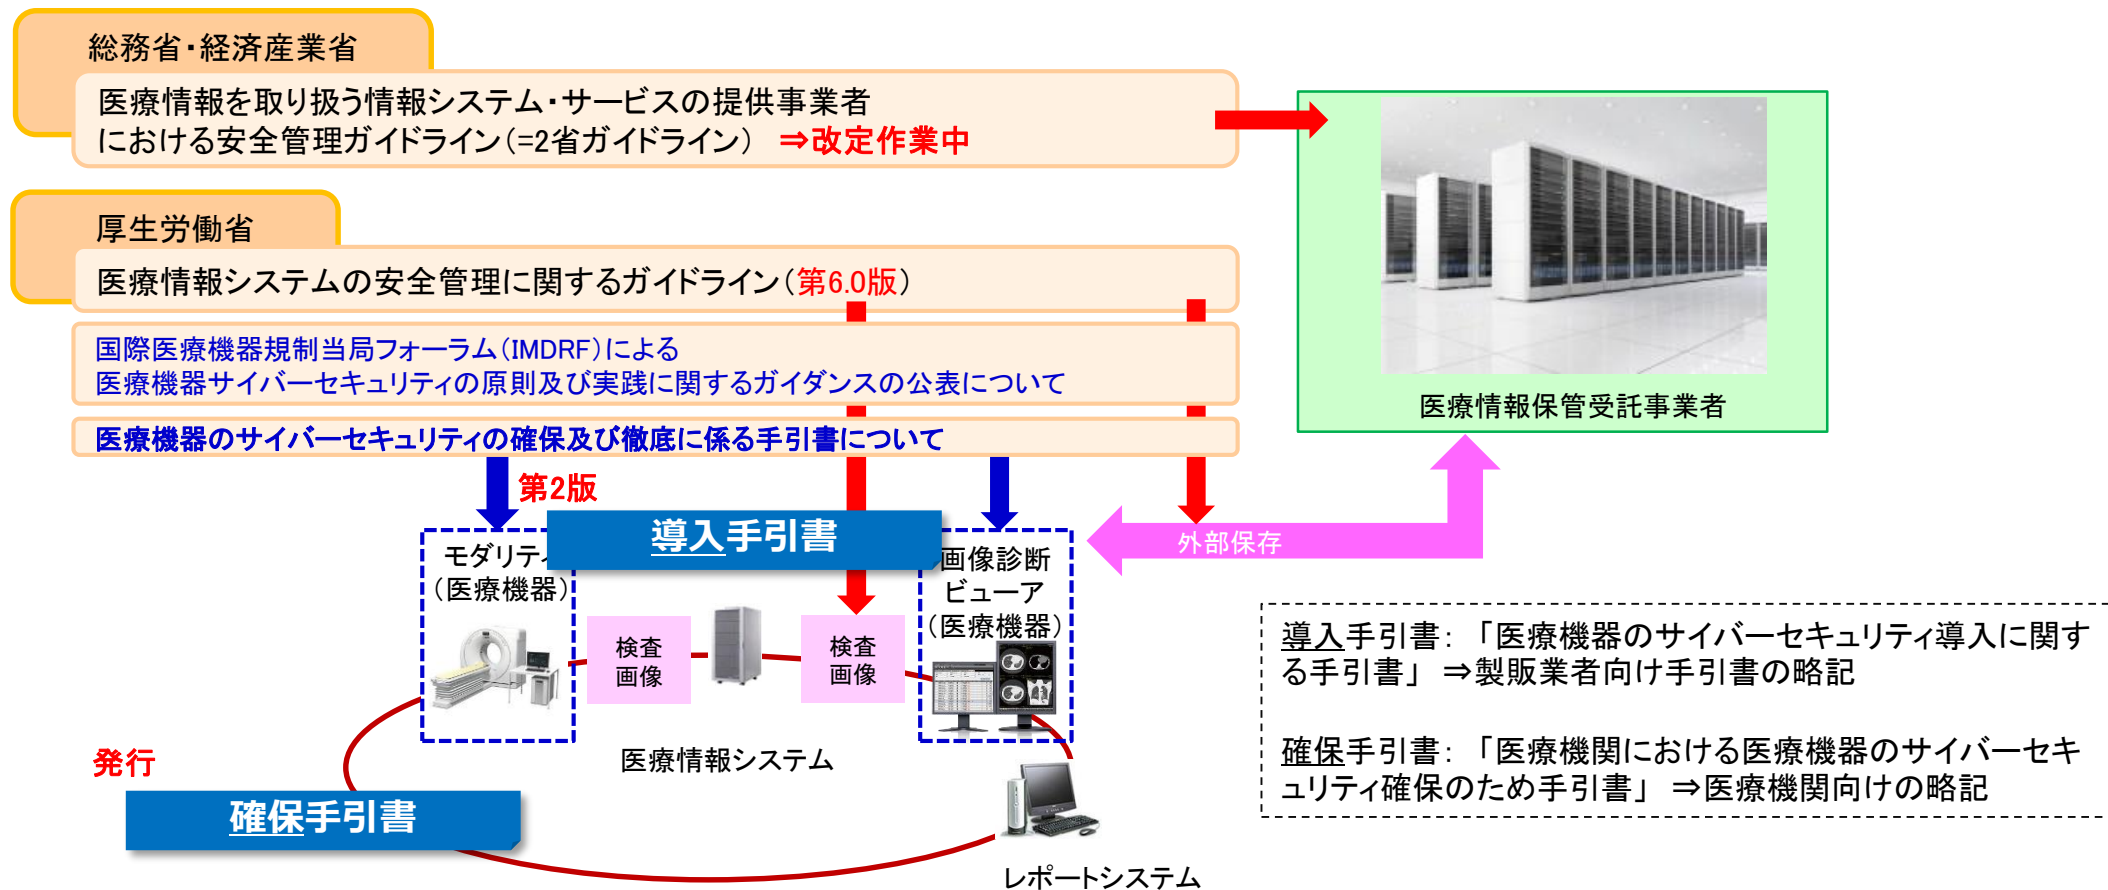 総務省・経済産業省
医療情報を取り扱う情報システム・サービスの提供事業者
における安全管理ガイドライン(=2省ガイドライン) ⇒改定作業中
厚生労働省
医療情報システムの安全管理に関するガイドライン(第6.0版)
国際医療機器規制当局フォーラム(IMDRF)による
医療機器サイバーセキュリティの原則及び実践に関するガイダンスの公表について
医療機器のサイバーセキュリティの確保及び徹底に係る手引書について
医療情報保管受託事業者
第2版
導入手引書
外部保存
モダリティ
(医療機器)
検査
画像
検査
画像
画像診断
ビューア
(医療機器)
医療情報システム
発行
確保手引書
レポートシステム
導入手引書: 「医療機器のサイバーセキュリティ導入に関す
る手引書」 ⇒製販業者向け手引書の略記
確保手引書: 「医療機関における医療機器のサイバーセキ
ュリティ確保のため手引書」 ⇒医療機関向けの略記